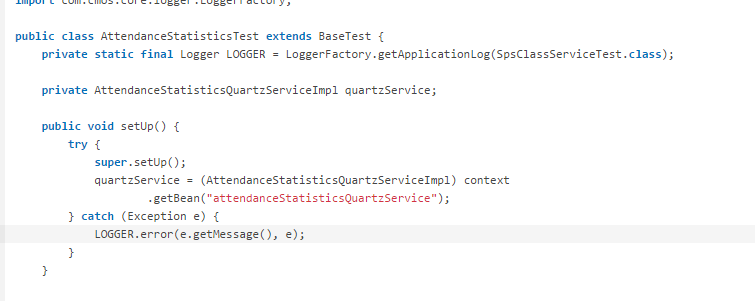 import com.cmos.core.logger.LoggerFactory;
public class AttendanceStatisticsTest extends BaseTest {
private static final Logger LOGGER = LoggerFactory.getApplicationLog(SpsClassServiceTest.class);
private AttendanceStatisticsQuartzServiceImpl quartzService;
public void setUp() {
try {
super.setUp();
quartzService = (AttendanceStatisticsQuartzServiceImpl) context
.getBean("attendanceStatisticsQuartzService");
} catch (Exception e) {
LOGGER.error(e.getMessage(), e);
}
}